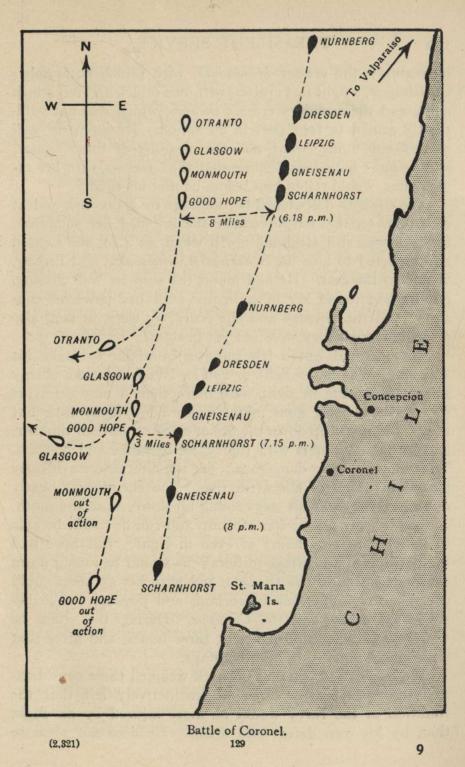 NÜRNBERG
To Valparaiso
N
W
E
S
OTRANTO
DRESDEN
GLASGOW
LEIPZIG
MONMOUTH
GNEISENAU
GOOD HOPE
SCHARNHORST
8 Miles
(6.18 p.m.)
NÜRNBERG
OTRANTO
DRESDEN
GLASGOW
LEIPZIG
MONMOUTH
GNEISENAU
GOOD HOPE
3 Miles
SCHARNHORST (7.15 p.m.)
GLASGOW
Concepcion
Coronel
MONMOUTH
out
of
action
GNEISENAU
(8 p.m.)
SCHARNHORST
GOOD HOPE
out
of
action
St. Maria
Is.
CHILE
Battle of Coronel.
(2,321)
129
9